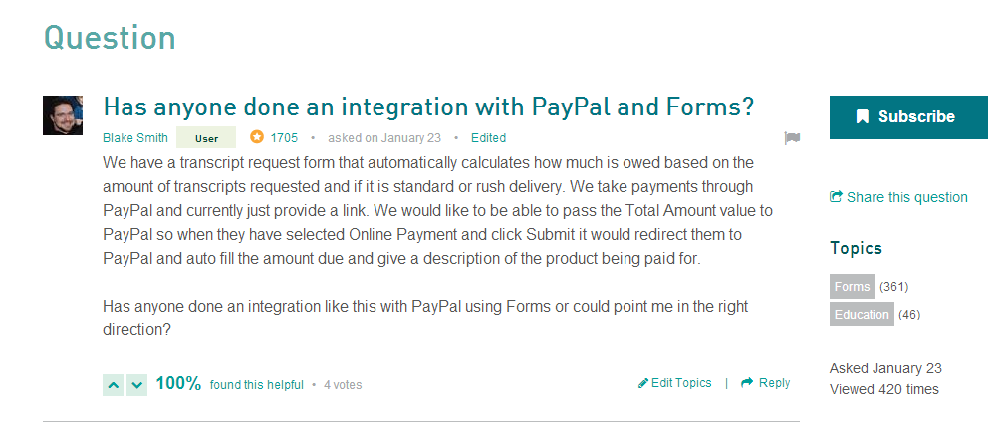 Question
Has anyone done an integration with PayPal and Forms?
Blake Smith User 1705 • asked on January 23 • Edited
We have a transcript request form that automatically calculates how much is owed based on the
amount of transcripts requested and if it is standard or rush delivery. We take payments through
PayPal and currently just provide a link. We would like to be able to pass the Total Amount value to
PayPal so when they have selected Online Payment and click Submit it would redirect them to
PayPal and auto fill the amount due and give a description of the product being paid for.
Has anyone done an integration like this with PayPal using Forms or could point me in the right
direction?
100% found this helpful • 4 votes
Edit Topics | Reply
Subscribe
Share this question
Topics
Forms (361)
Education (46)
Asked January 23
Viewed 420 times